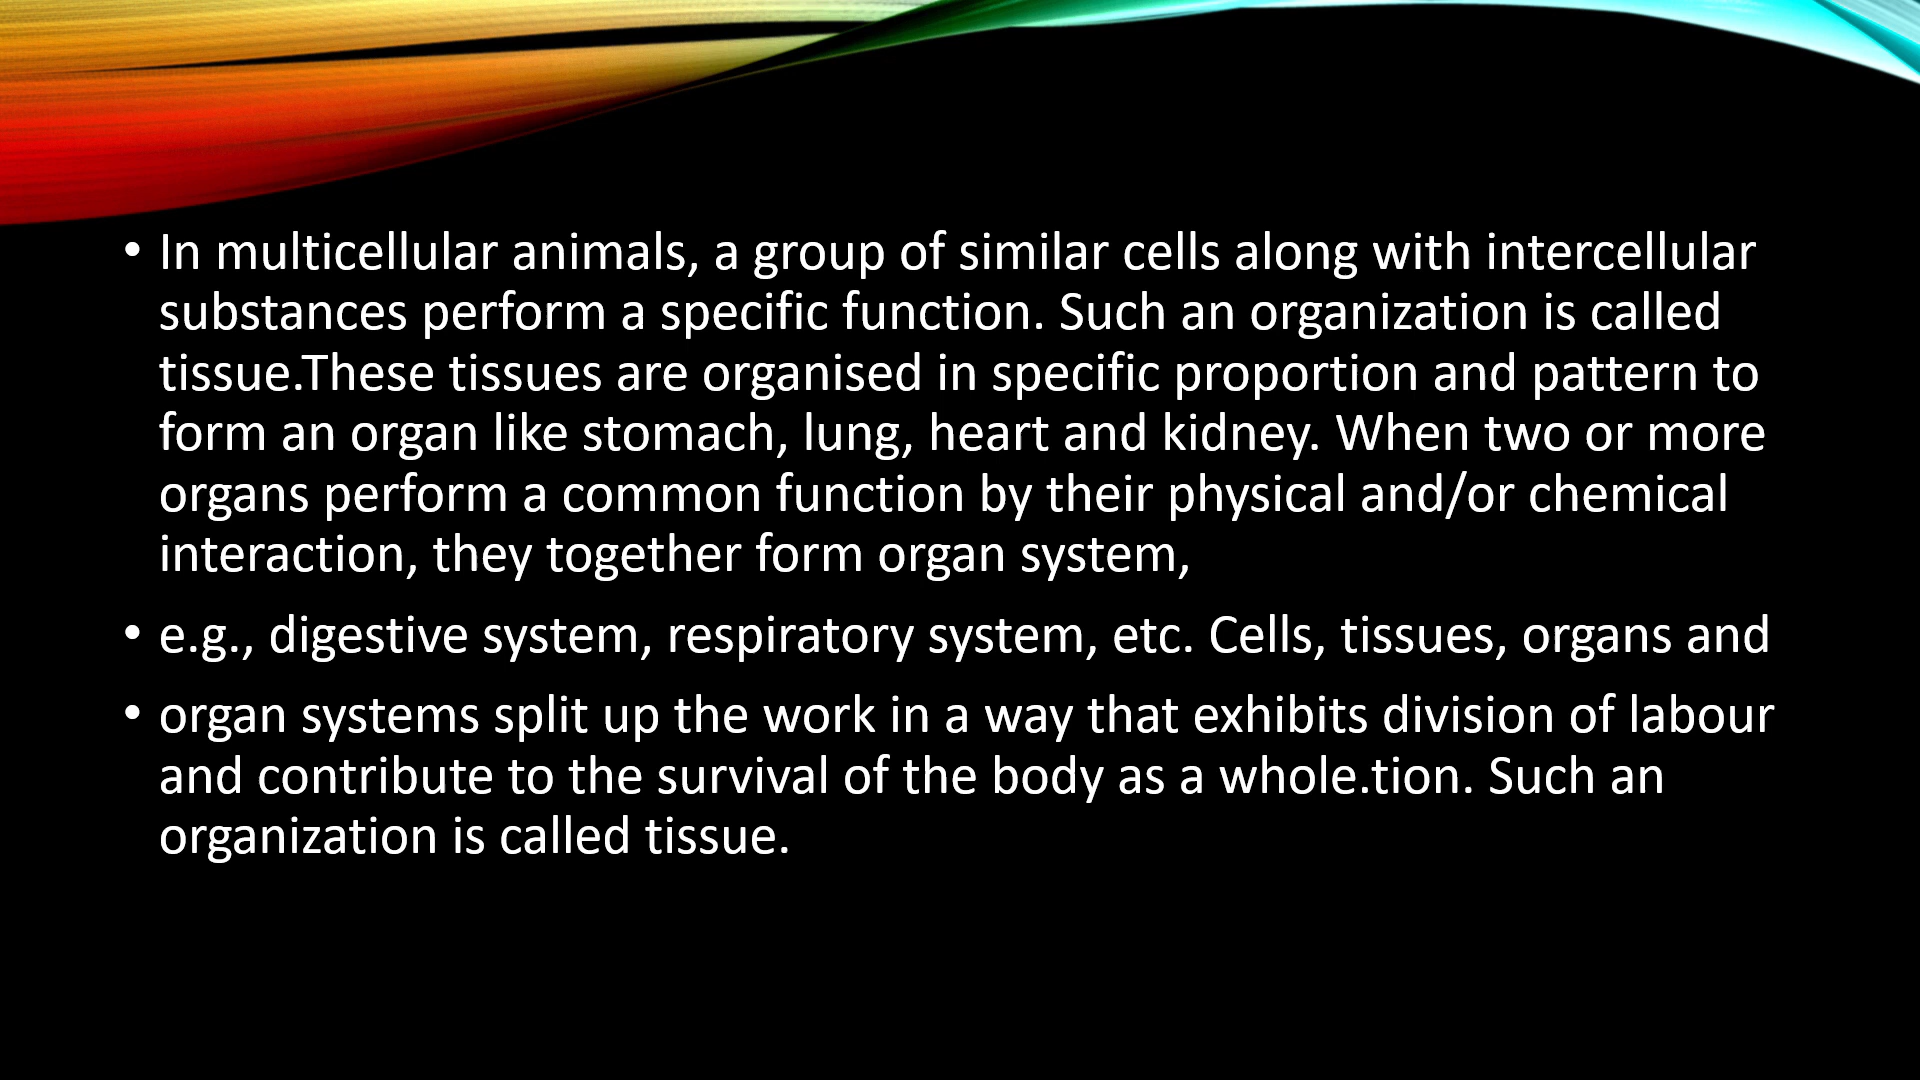 • In multicellular animals, a group of similar cells along with intercellular
substances perform a specific function. Such an organization is called
tissue.These tissues are organised in specific proportion and pattern to
form an organ like stomach, lung, heart and kidney. When two or more
organs perform a common function by their physical and/or chemical
interaction, they together form organ system,
• e.g., digestive system, respiratory system, etc. Cells, tissues, organs and
• organ systems split up the work in a way that exhibits division of labour
and contribute to the survival of the body as a whole.tion. Such an
organization is called tissue.